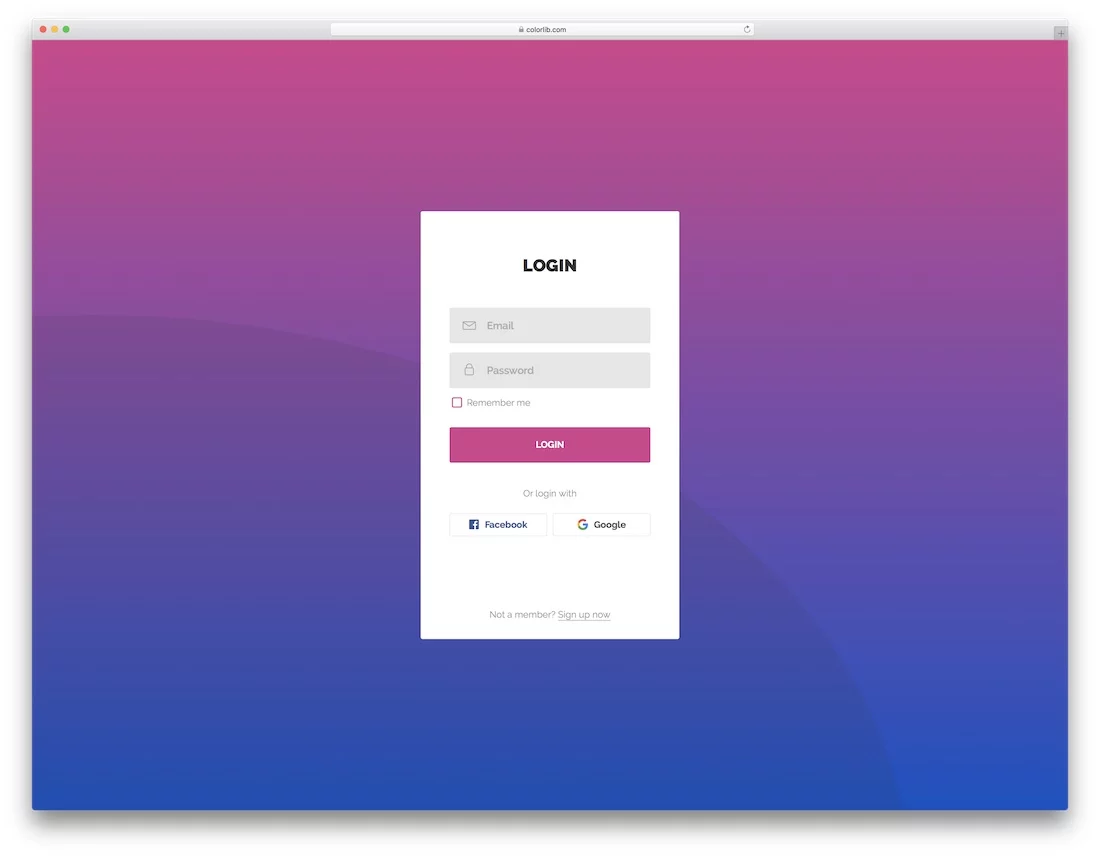 colorlib.com
LOGIN
Email
Password
Remember me
LOGIN
Or login with
Facebook
Google
Not a member? Sign up now